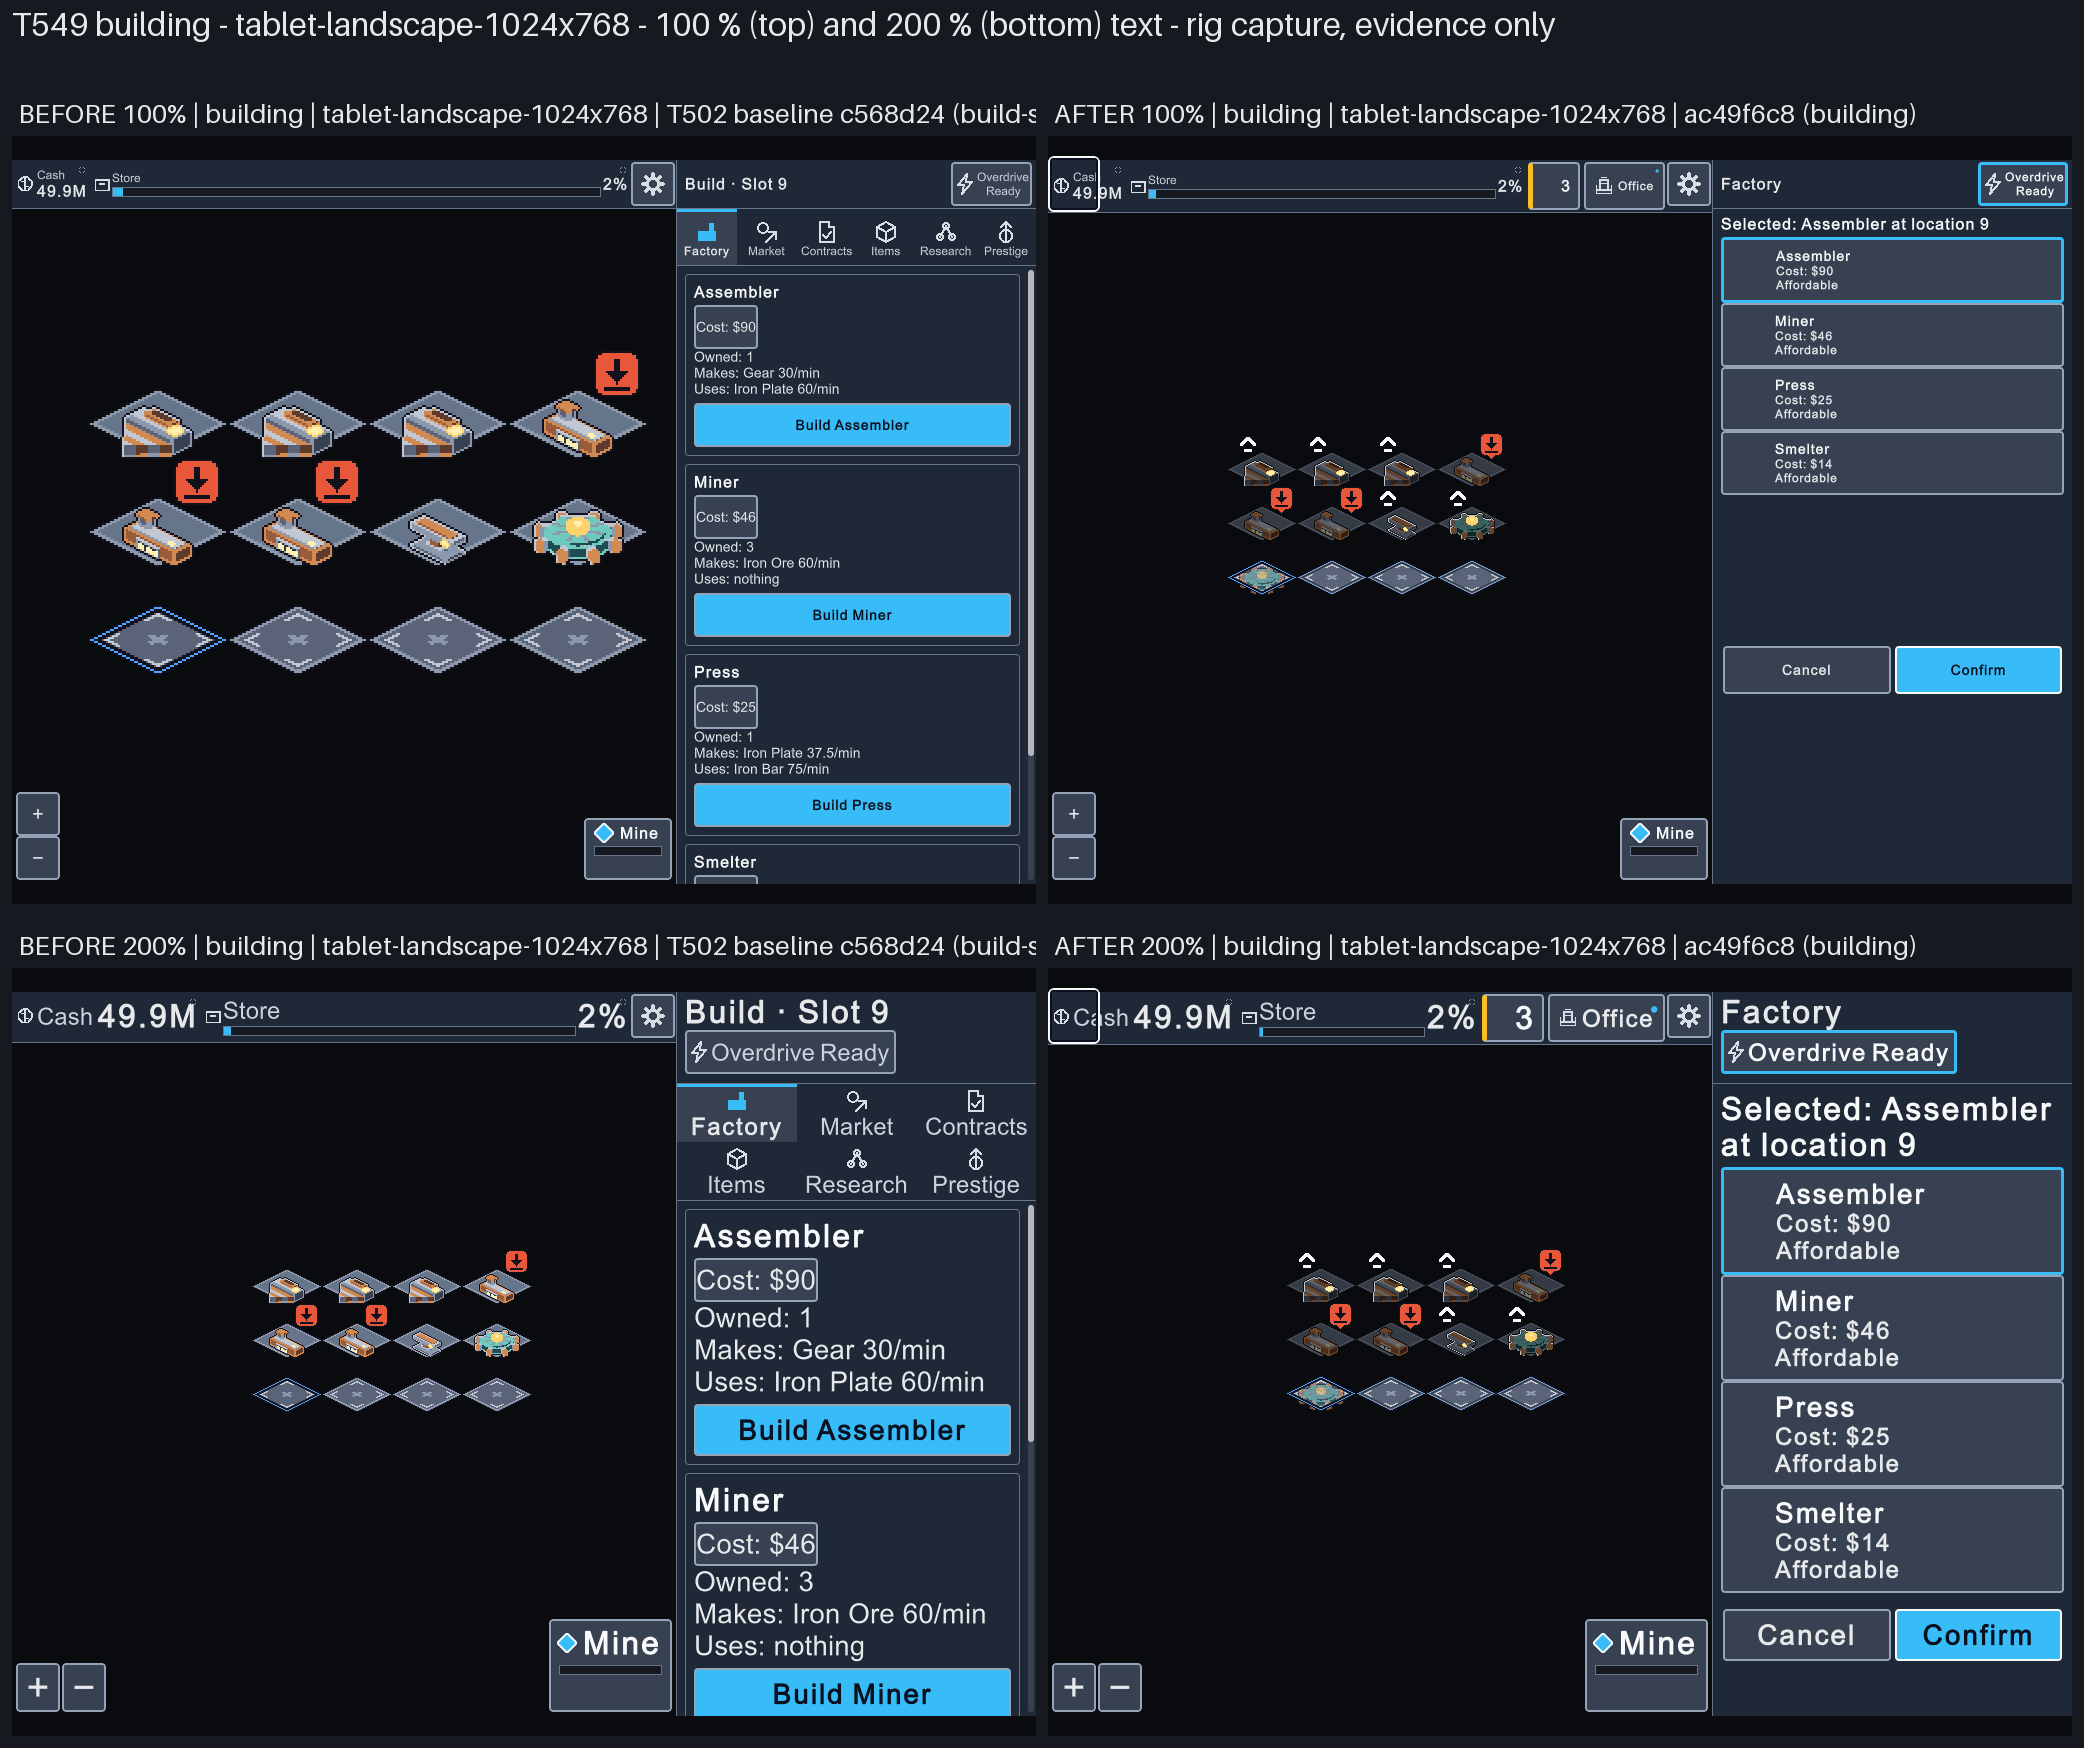 T549 building - tablet-landscape-1024x768 - 100 % (top) and 200 % (bottom) text - rig capture, evidence only
BEFORE 100% | building | tablet-landscape-1024x768 | T502 baseline c568d24 (build-s
Cash
49.9M
Store
2%
Build · Slot 9
Overdrive
Ready
Factory
Market
Contracts
Items
Research
Prestige
Assembler
Cost: $90
Owned: 1
Makes: Gear 30/min
Uses: Iron Plate 60/min
Build Assembler
Miner
Cost: $46
Owned: 3
Makes: Iron Ore 60/min
Uses: nothing
Build Miner
Press
Cost: $25
Owned: 1
Makes: Iron Plate 37.5/min
Uses: Iron Bar 75/min
Build Press
Smelter
+
−
Mine
AFTER 100% | building | tablet-landscape-1024x768 | ac49f6c8 (building)
Cash
49.9M
Store
2%
3
Office
Factory
Overdrive
Ready
Selected: Assembler at location 9
Assembler
Cost: $90
Affordable
Miner
Cost: $46
Affordable
Press
Cost: $25
Affordable
Smelter
Cost: $14
Affordable
Cancel
Confirm
+
−
Mine
BEFORE 200% | building | tablet-landscape-1024x768 | T502 baseline c568d24 (build-s
Cash 49.9M
Store
2%
Build · Slot 9
Overdrive Ready
Factory
Market
Contracts
Items
Research
Prestige
Assembler
Cost: $90
Owned: 1
Makes: Gear 30/min
Uses: Iron Plate 60/min
Build Assembler
Miner
Cost: $46
Owned: 3
Makes: Iron Ore 60/min
Uses: nothing
Build Miner
+
−
Mine
AFTER 200% | building | tablet-landscape-1024x768 | ac49f6c8 (building)
Cash 49.9M
Store
2%
3
Office
Factory
Overdrive Ready
Selected: Assembler
at location 9
Assembler
Cost: $90
Affordable
Miner
Cost: $46
Affordable
Press
Cost: $25
Affordable
Smelter
Cost: $14
Affordable
Cancel
Confirm
+
−
Mine